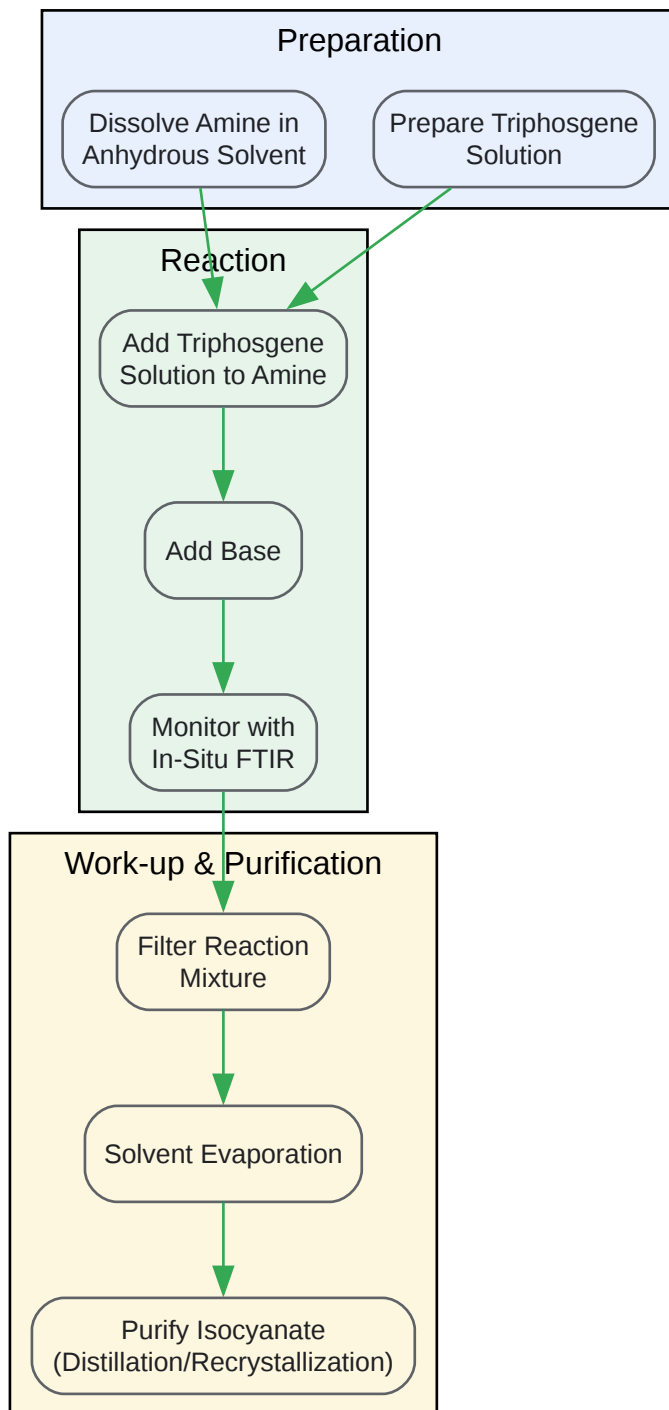 Preparation
Dissolve Amine in
Anhydrous Solvent
Prepare Triphosgene
Solution
Reaction
Add Triphosgene
Solution to Amine
Add Base
Monitor with
In-Situ FTIR
Work-up & Purification
Filter Reaction
Mixture
Solvent Evaporation
Purify Isocyanate
(Distillation/Recrystallization)